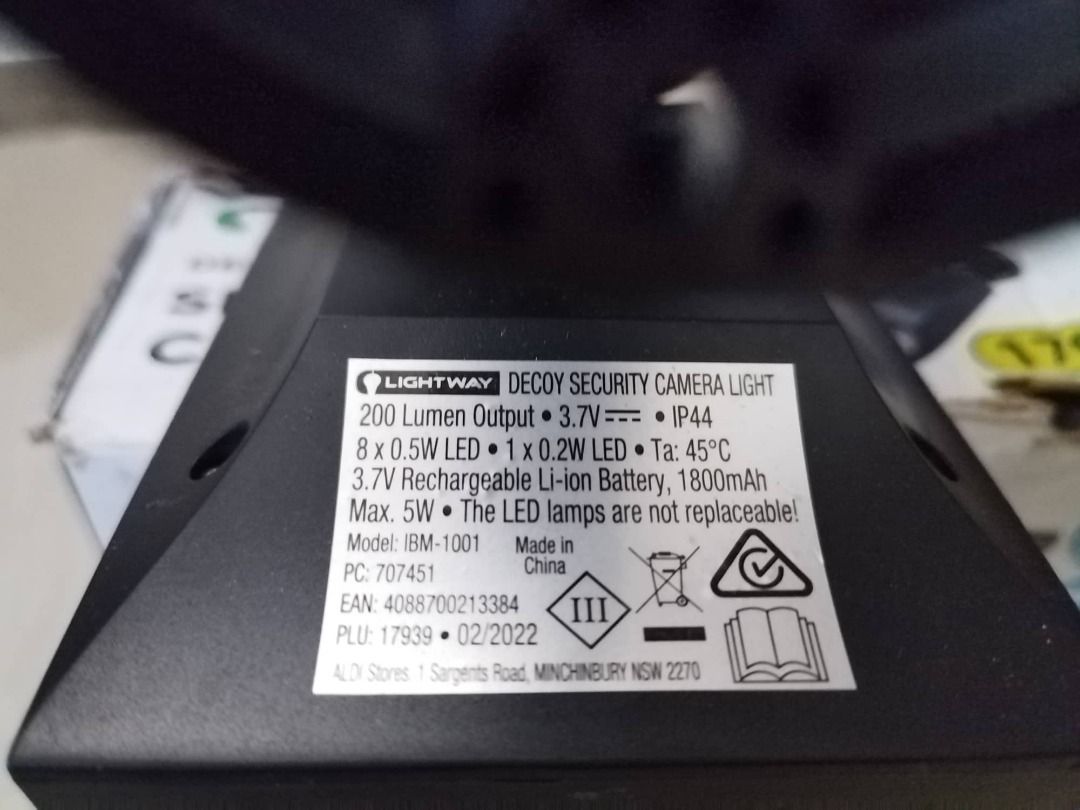 LIGHTWAY DECOY SECURITY CAMERA LIGHT
200 Lumen Output • 3.7V⎓ • IP44
8 x 0.5W LED • 1 x 0.2W LED • Ta: 45°C
3.7V Rechargeable Li-ion Battery, 1800mAh
Max. 5W • The LED lamps are not replaceable!
Model: IBM-1001
Made in
China
PC: 707451
EAN: 4088700213384
III
PLU: 17939 • 02/2022
ALDI Stores. 1 Sargents Road, MINCHINBURY NSW 2270